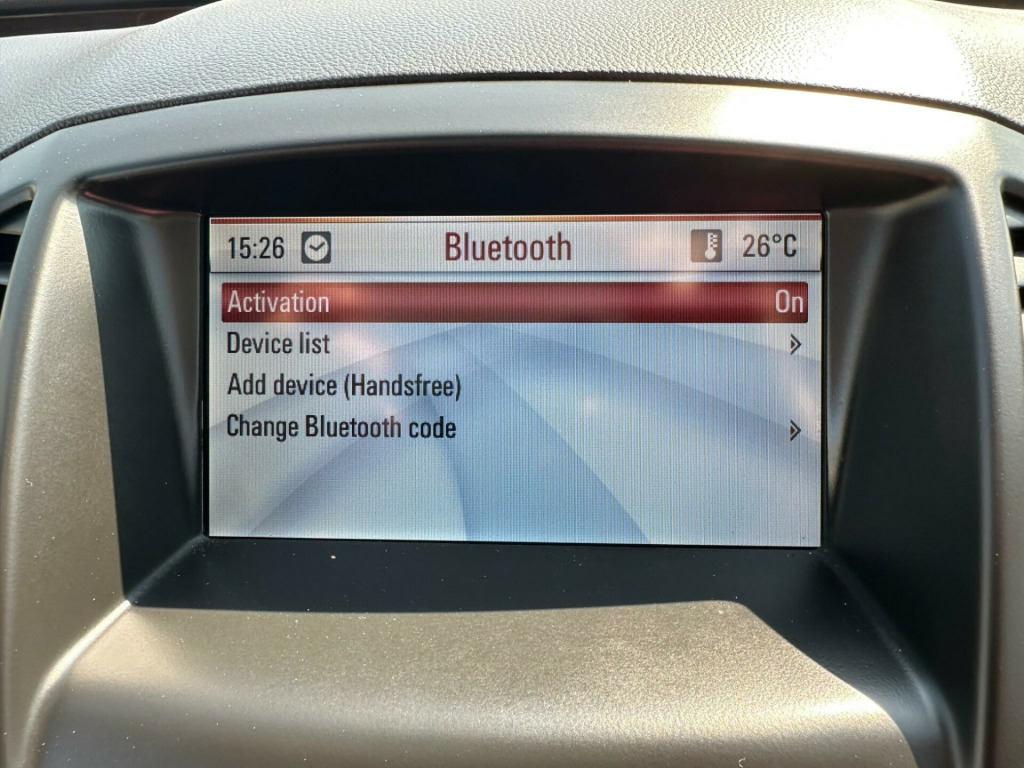 15:26 Bluetooth 26°C
Activation On
Device list
Add device (Handsfree)
Change Bluetooth code